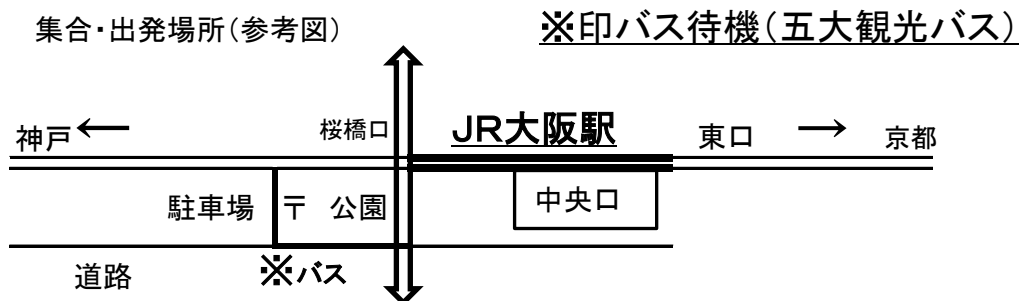 集合・出発場所（参考図）
※印バス待機（五大観光バス）
神戸
桜橋口
JR大阪駅
東口
京都
駐車場
〒 公園
中央口
道路
※バス